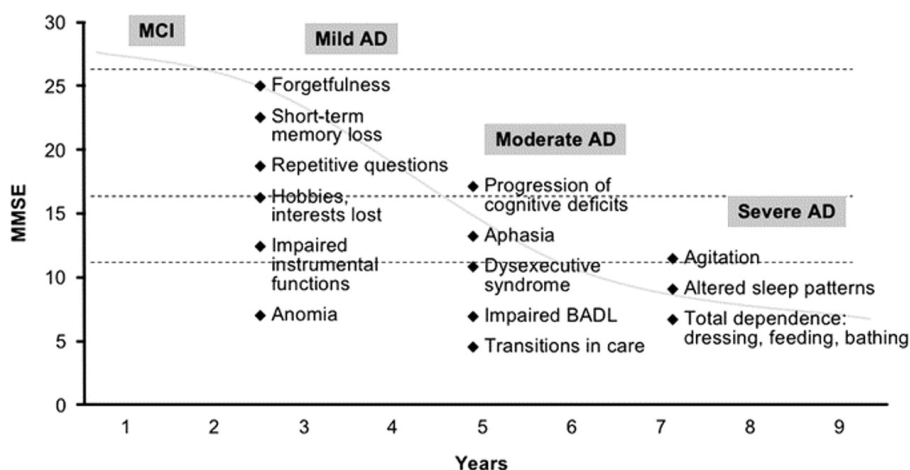 30
MCI
Mild AD
25
Forgetfulness
Short-term
memory loss
20
Repetitive questions
Hobbies,
interests lost
15
Impaired
instrumental
functions
10
Anomia
5
0
Moderate AD
Progression of
cognitive deficits
Aphasia
Dysexecutive
syndrome
Impaired BADL
Transitions in care
Severe AD
Agitation
Altered sleep patterns
Total dependence:
dressing, feeding, bathing
MMSE
1 2 3 4 5 6 7 8 9
Years